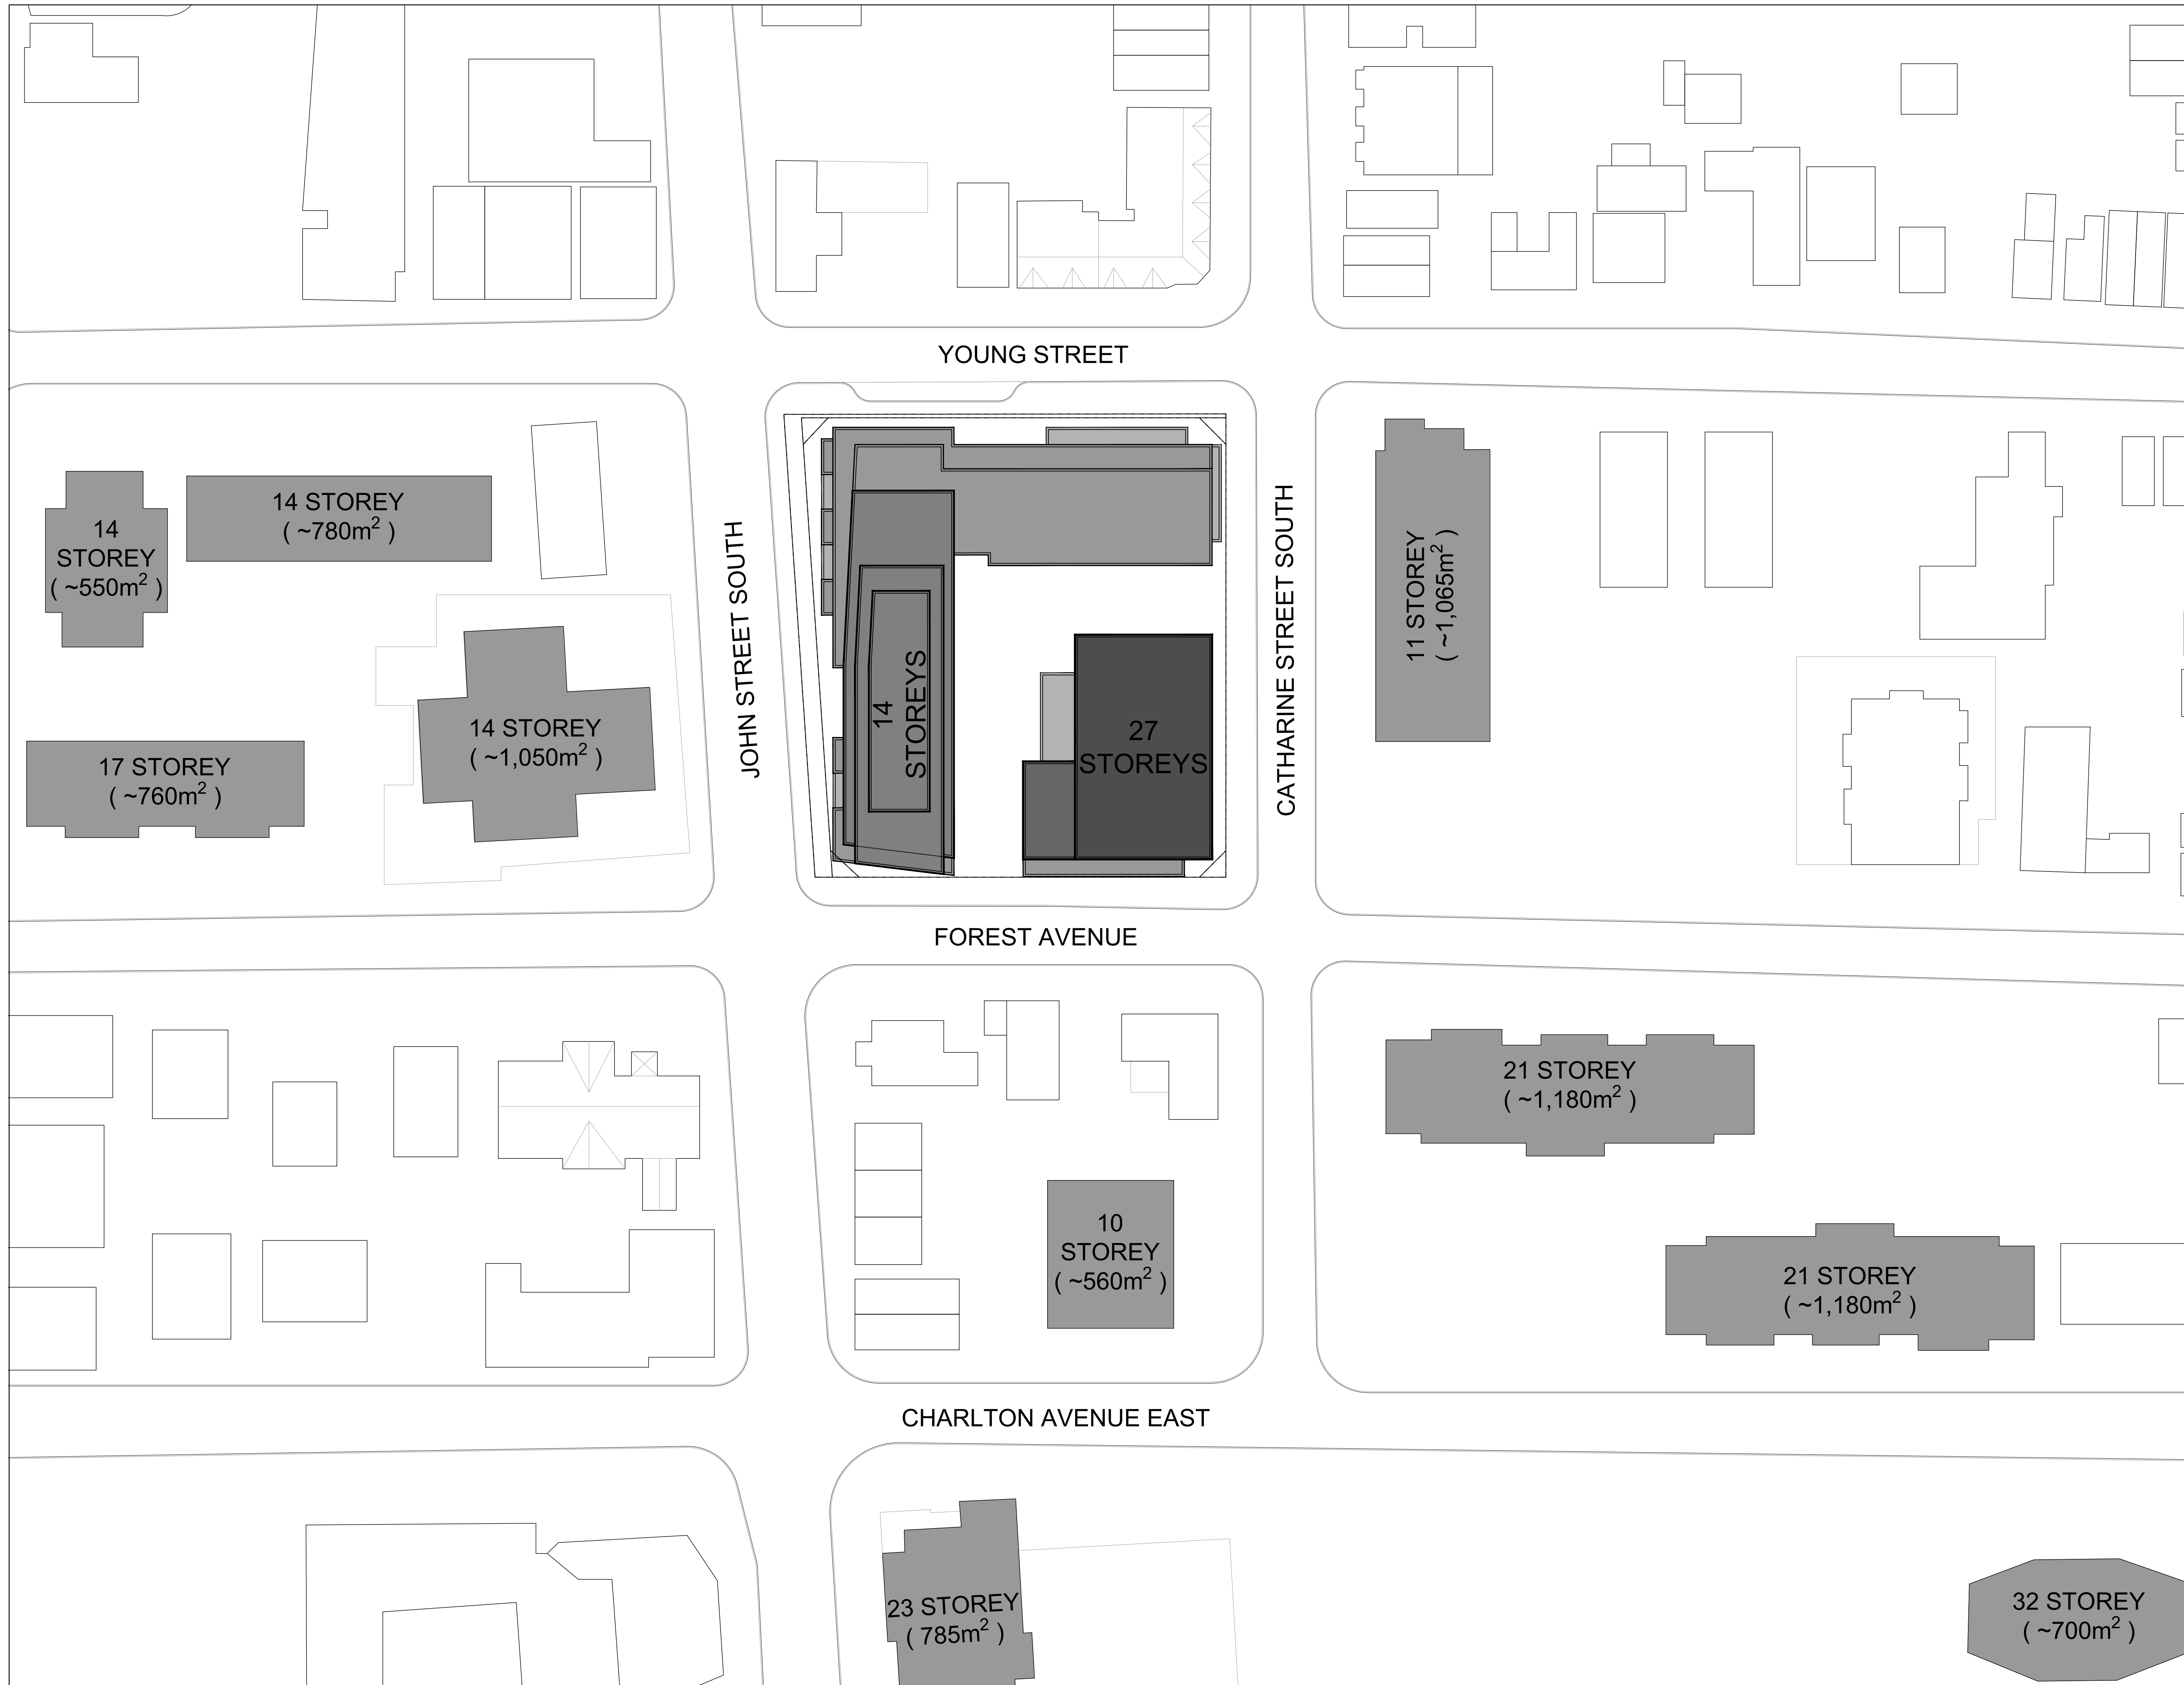 YOUNG STREET
14 STOREY
( ~780m² )
14
STOREY
( ~550m² )
JOHN STREET SOUTH
CATHARINE STREET SOUTH
11 STOREY
( ~1,065m² )
14
STOREYS
27
STOREYS
14 STOREY
( ~1,050m² )
17 STOREY
( ~760m² )
FOREST AVENUE
21 STOREY
( ~1,180m² )
10
STOREY
( ~560m² )
21 STOREY
( ~1,180m² )
CHARLTON AVENUE EAST
23 STOREY
( 785m² )
32 STOREY
( ~700m² )